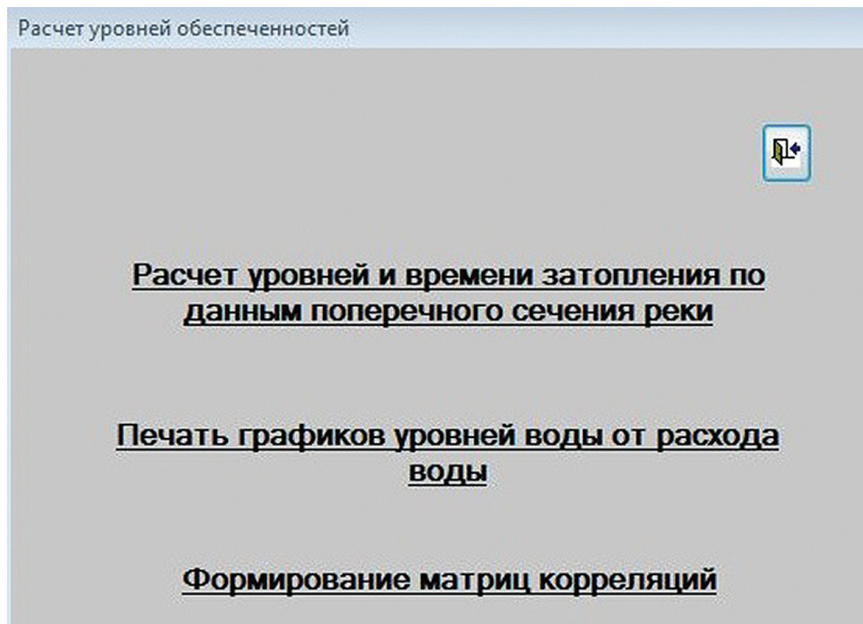 Расчет уровней обеспеченностей
Расчет уровней и времени затопления по
данным поперечного сечения реки
Печать графиков уровней воды от расхода
воды
Формирование матриц корреляций